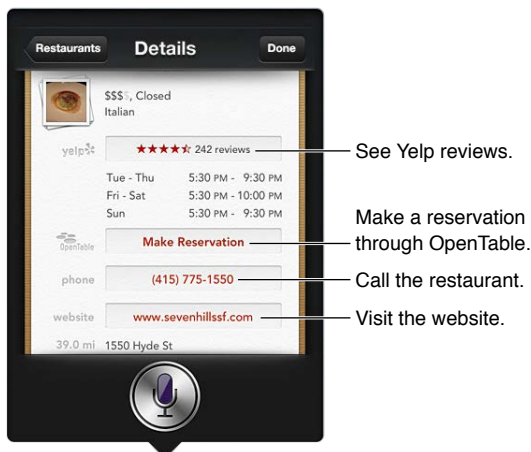 Restaurants Details Done
$$$$, Closed
Italian
yelp 242 reviews
See Yelp reviews.
Tue - Thu 5:30 PM - 9:30 PM
Fri - Sat 5:30 PM - 10:00 PM
Sun 5:30 PM - 9:30 PM
OpenTable Make Reservation
Make a reservation
through OpenTable.
phone (415) 775-1550
Call the restaurant.
website www.sevenhillssf.com
Visit the website.
39.0 mi 1550 Hyde St